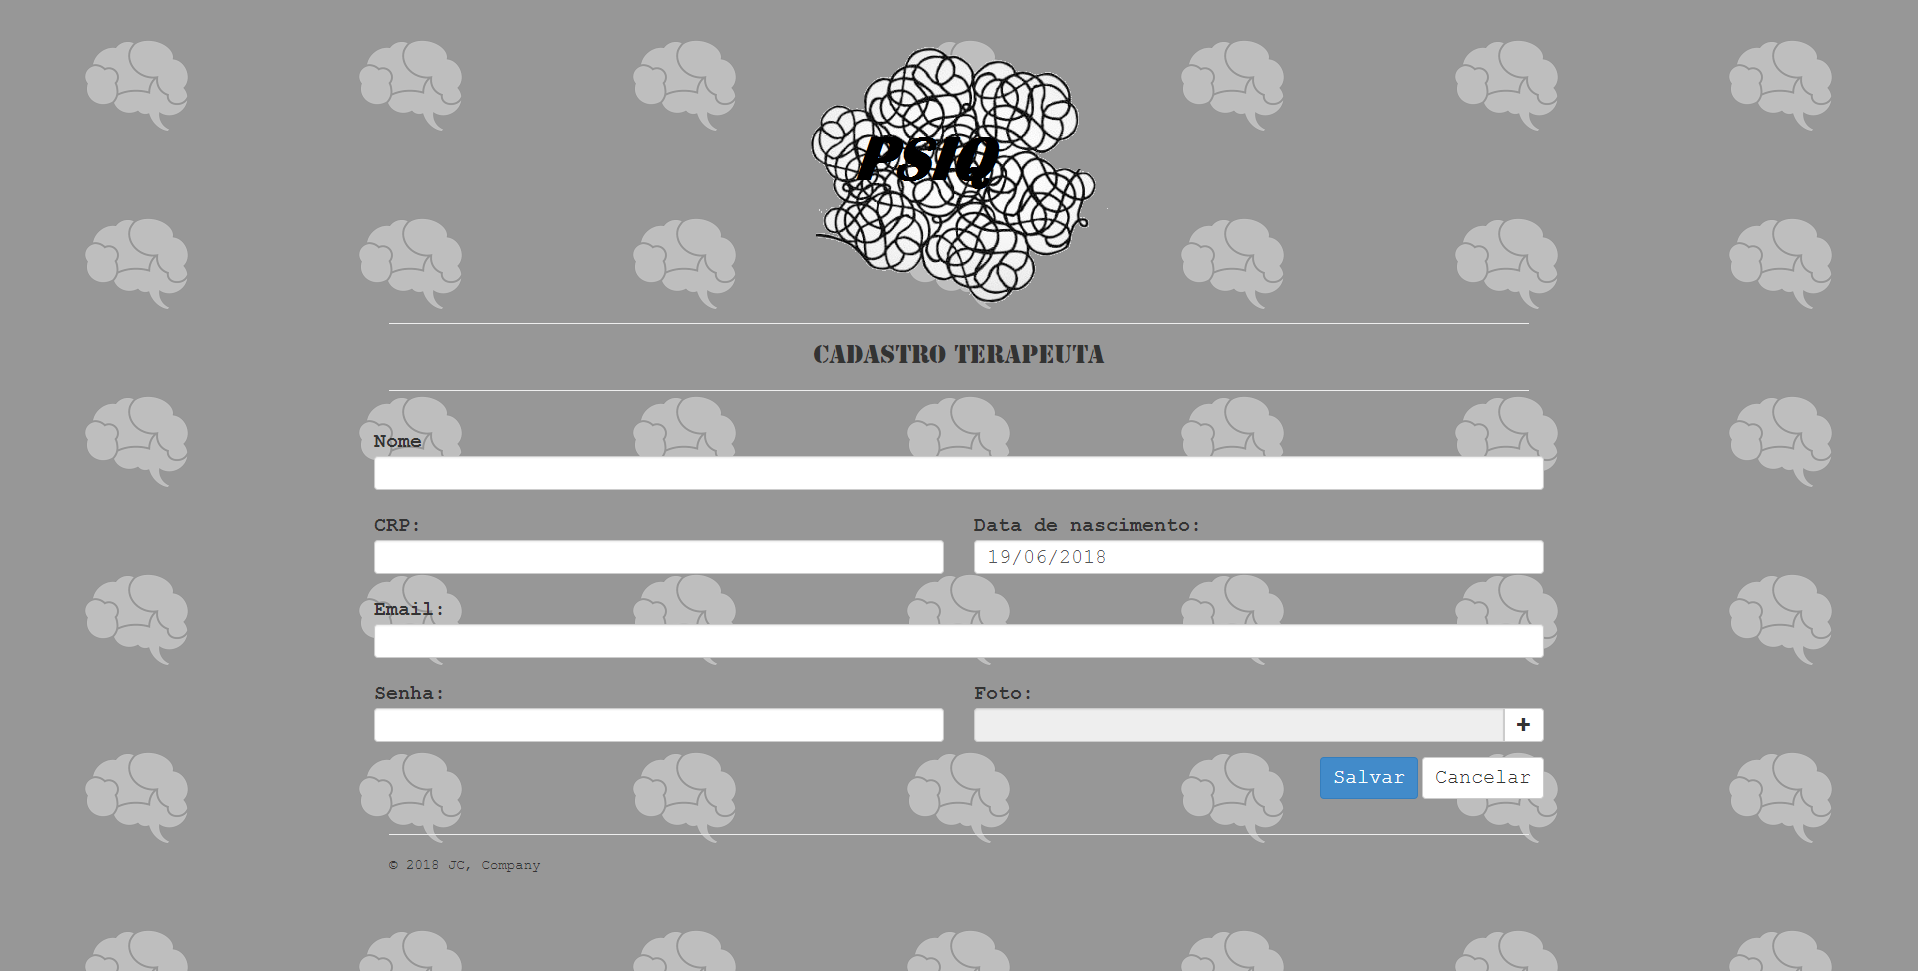 PSIQ
CADASTRO TERAPEUTA
Nome
CRP:
Data de nascimento:
19/06/2018
Email:
Senha:
Foto:
+
Salvar
Cancelar
© 2018 JC, Company